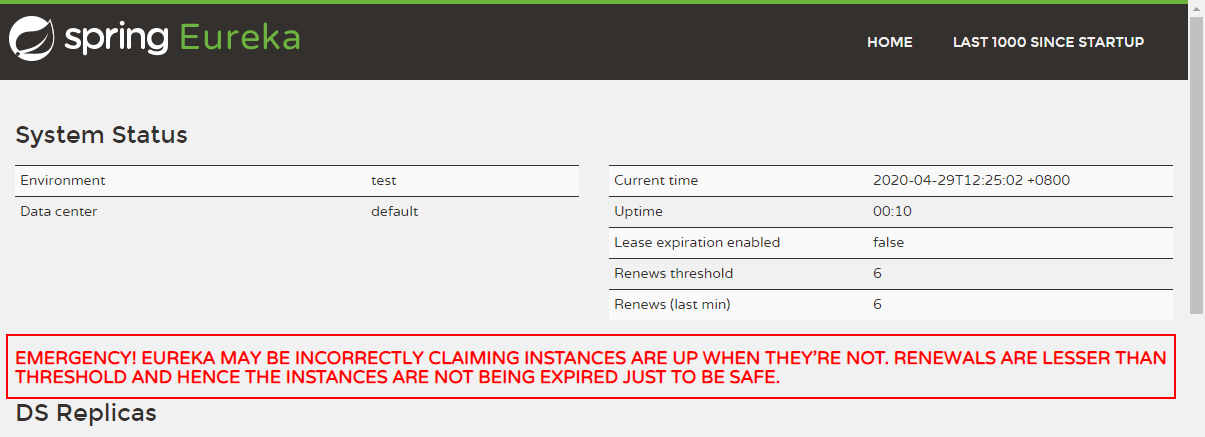 spring Eureka
HOME LAST 1000 SINCE STARTUP
System Status
Environment test
Data center default
Current time 2020-04-29T12:25:02 +0800
Uptime 00:10
Lease expiration enabled false
Renews threshold 6
Renews (last min) 6
EMERGENCY! EUREKA MAY BE INCORRECTLY CLAIMING INSTANCES ARE UP WHEN THEY'RE NOT. RENEWALS ARE LESSER THAN
THRESHOLD AND HENCE THE INSTANCES ARE NOT BEING EXPIRED JUST TO BE SAFE.
DS Replicas